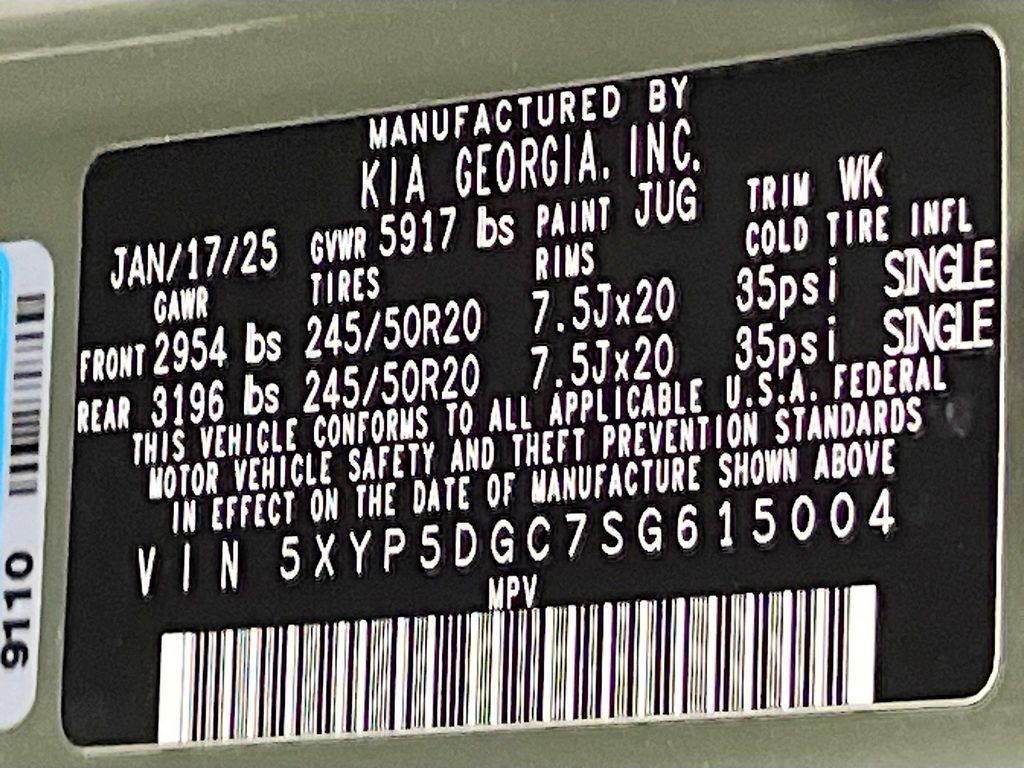 MANUFACTURED BY
KIA GEORGIA, INC.
JAN/17/25 GVWR 5917 lbs PAINT JUG TRIM WK
GAWR TIRES RIMS COLD TIRE INFL
FRONT 2954 lbs 245/50R20 7.5Jx20 35psi SINGLE
REAR 3196 lbs 245/50R20 7.5Jx20 35psi SINGLE
THIS VEHICLE CONFORMS TO ALL APPLICABLE U.S.A. FEDERAL
MOTOR VEHICLE SAFETY AND THEFT PREVENTION STANDARDS
IN EFFECT ON THE DATE OF MANUFACTURE SHOWN ABOVE
VIN 5XYP5DGC7SG615004
MPV
9110